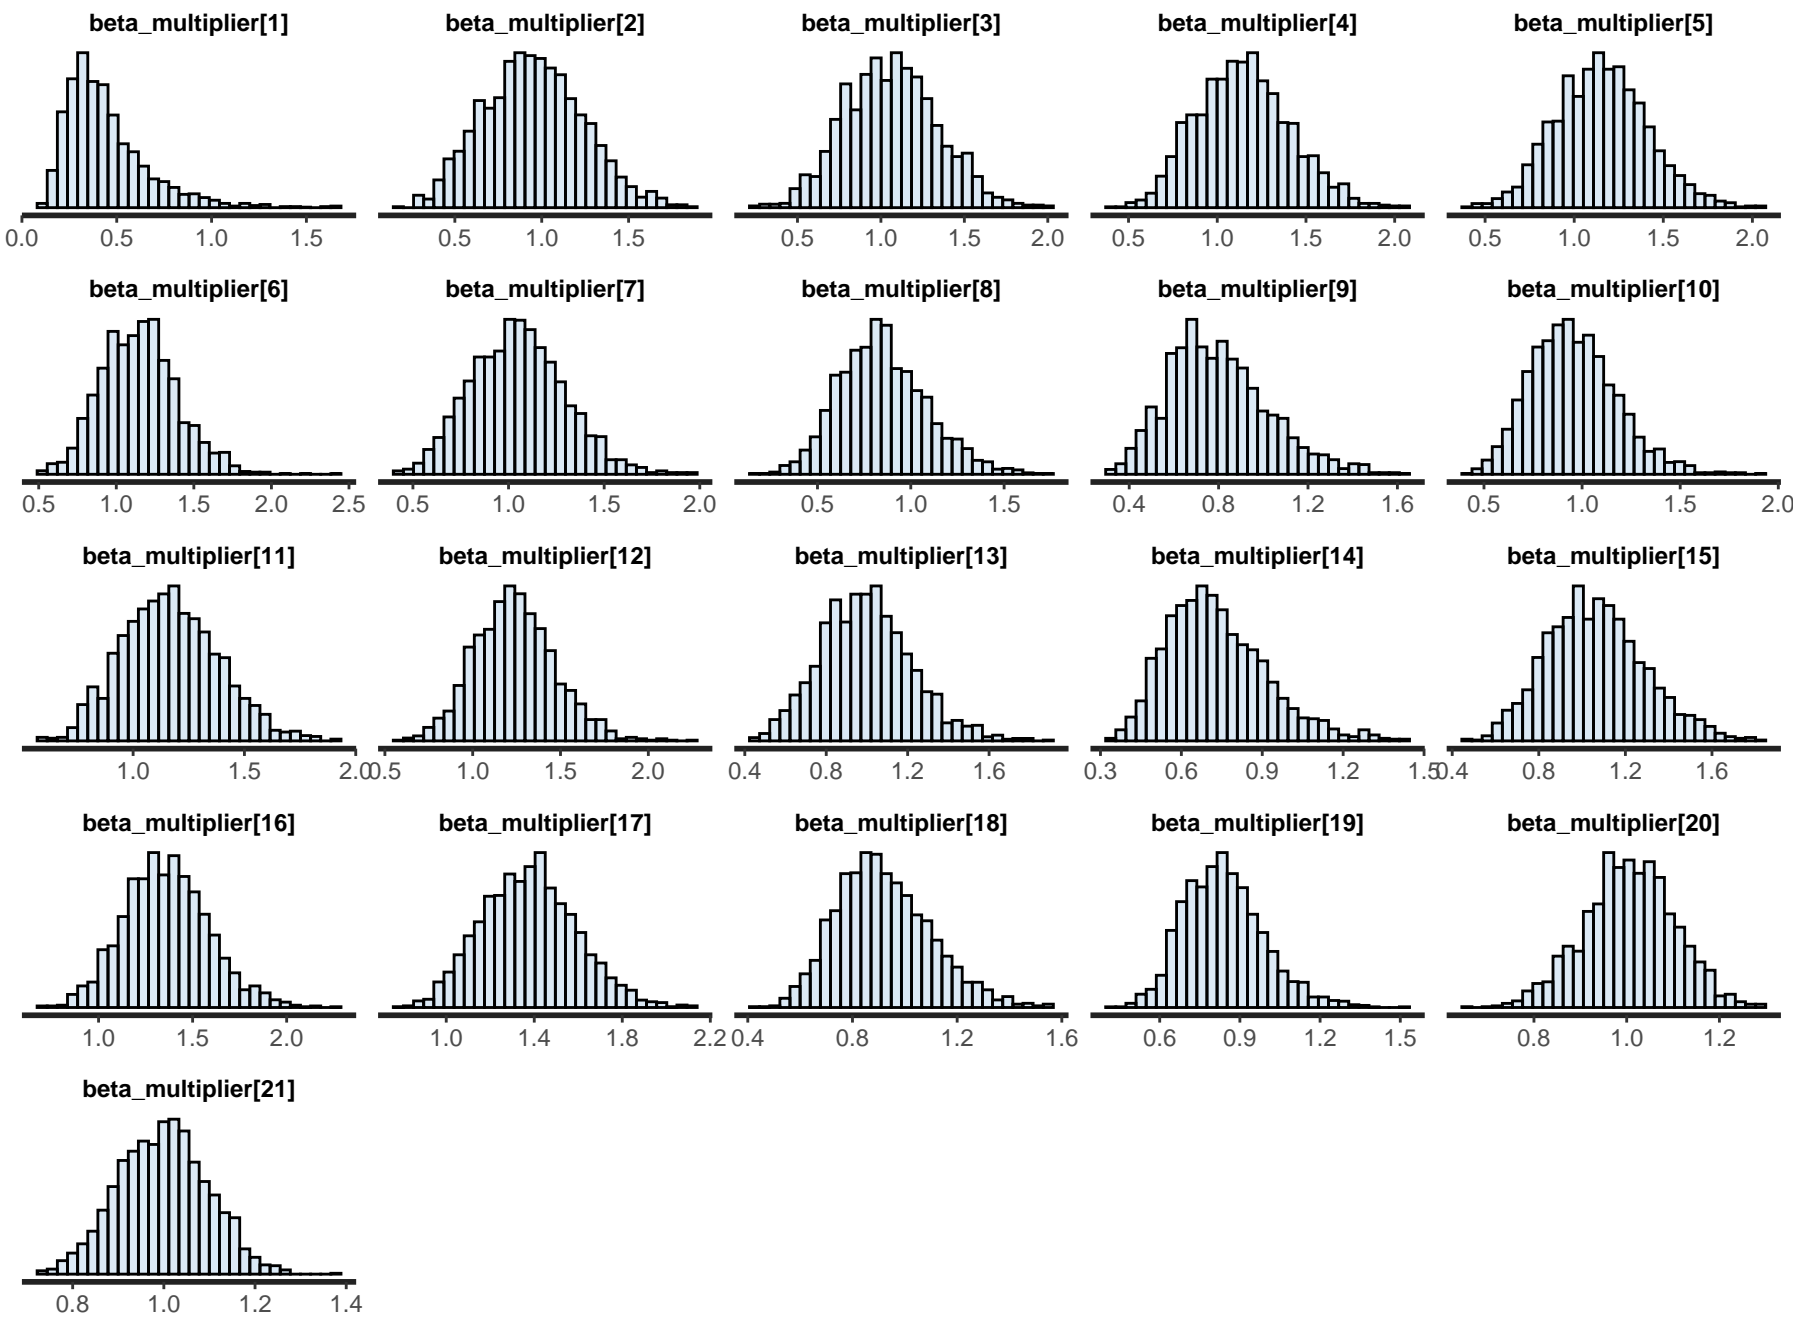 beta_multiplier[1] beta_multiplier[2] beta_multiplier[3] beta_multiplier[4] beta_multiplier[5]
0.0 0.5 1.0 1.5 0.5 1.0 1.5 0.5 1.0 1.5 2.0 0.5 1.0 1.5 2.0 0.5 1.0 1.5 2.0
beta_multiplier[6] beta_multiplier[7] beta_multiplier[8] beta_multiplier[9] beta_multiplier[10]
0.5 1.0 1.5 2.0 2.5 0.5 1.0 1.5 2.0 0.5 1.0 1.5 0.4 0.8 1.2 1.6 0.5 1.0 1.5 2.0
beta_multiplier[11] beta_multiplier[12] beta_multiplier[13] beta_multiplier[14] beta_multiplier[15]
1.0 1.5 2.0 0.5 1.0 1.5 2.0 0.4 0.8 1.2 1.6 0.3 0.6 0.9 1.2 1.5 0.4 0.8 1.2 1.6
beta_multiplier[16] beta_multiplier[17] beta_multiplier[18] beta_multiplier[19] beta_multiplier[20]
1.0 1.5 2.0 1.0 1.4 1.8 2.2 0.4 0.8 1.2 1.6 0.6 0.9 1.2 1.5 0.8 1.0 1.2
beta_multiplier[21]
0.8 1.0 1.2 1.4